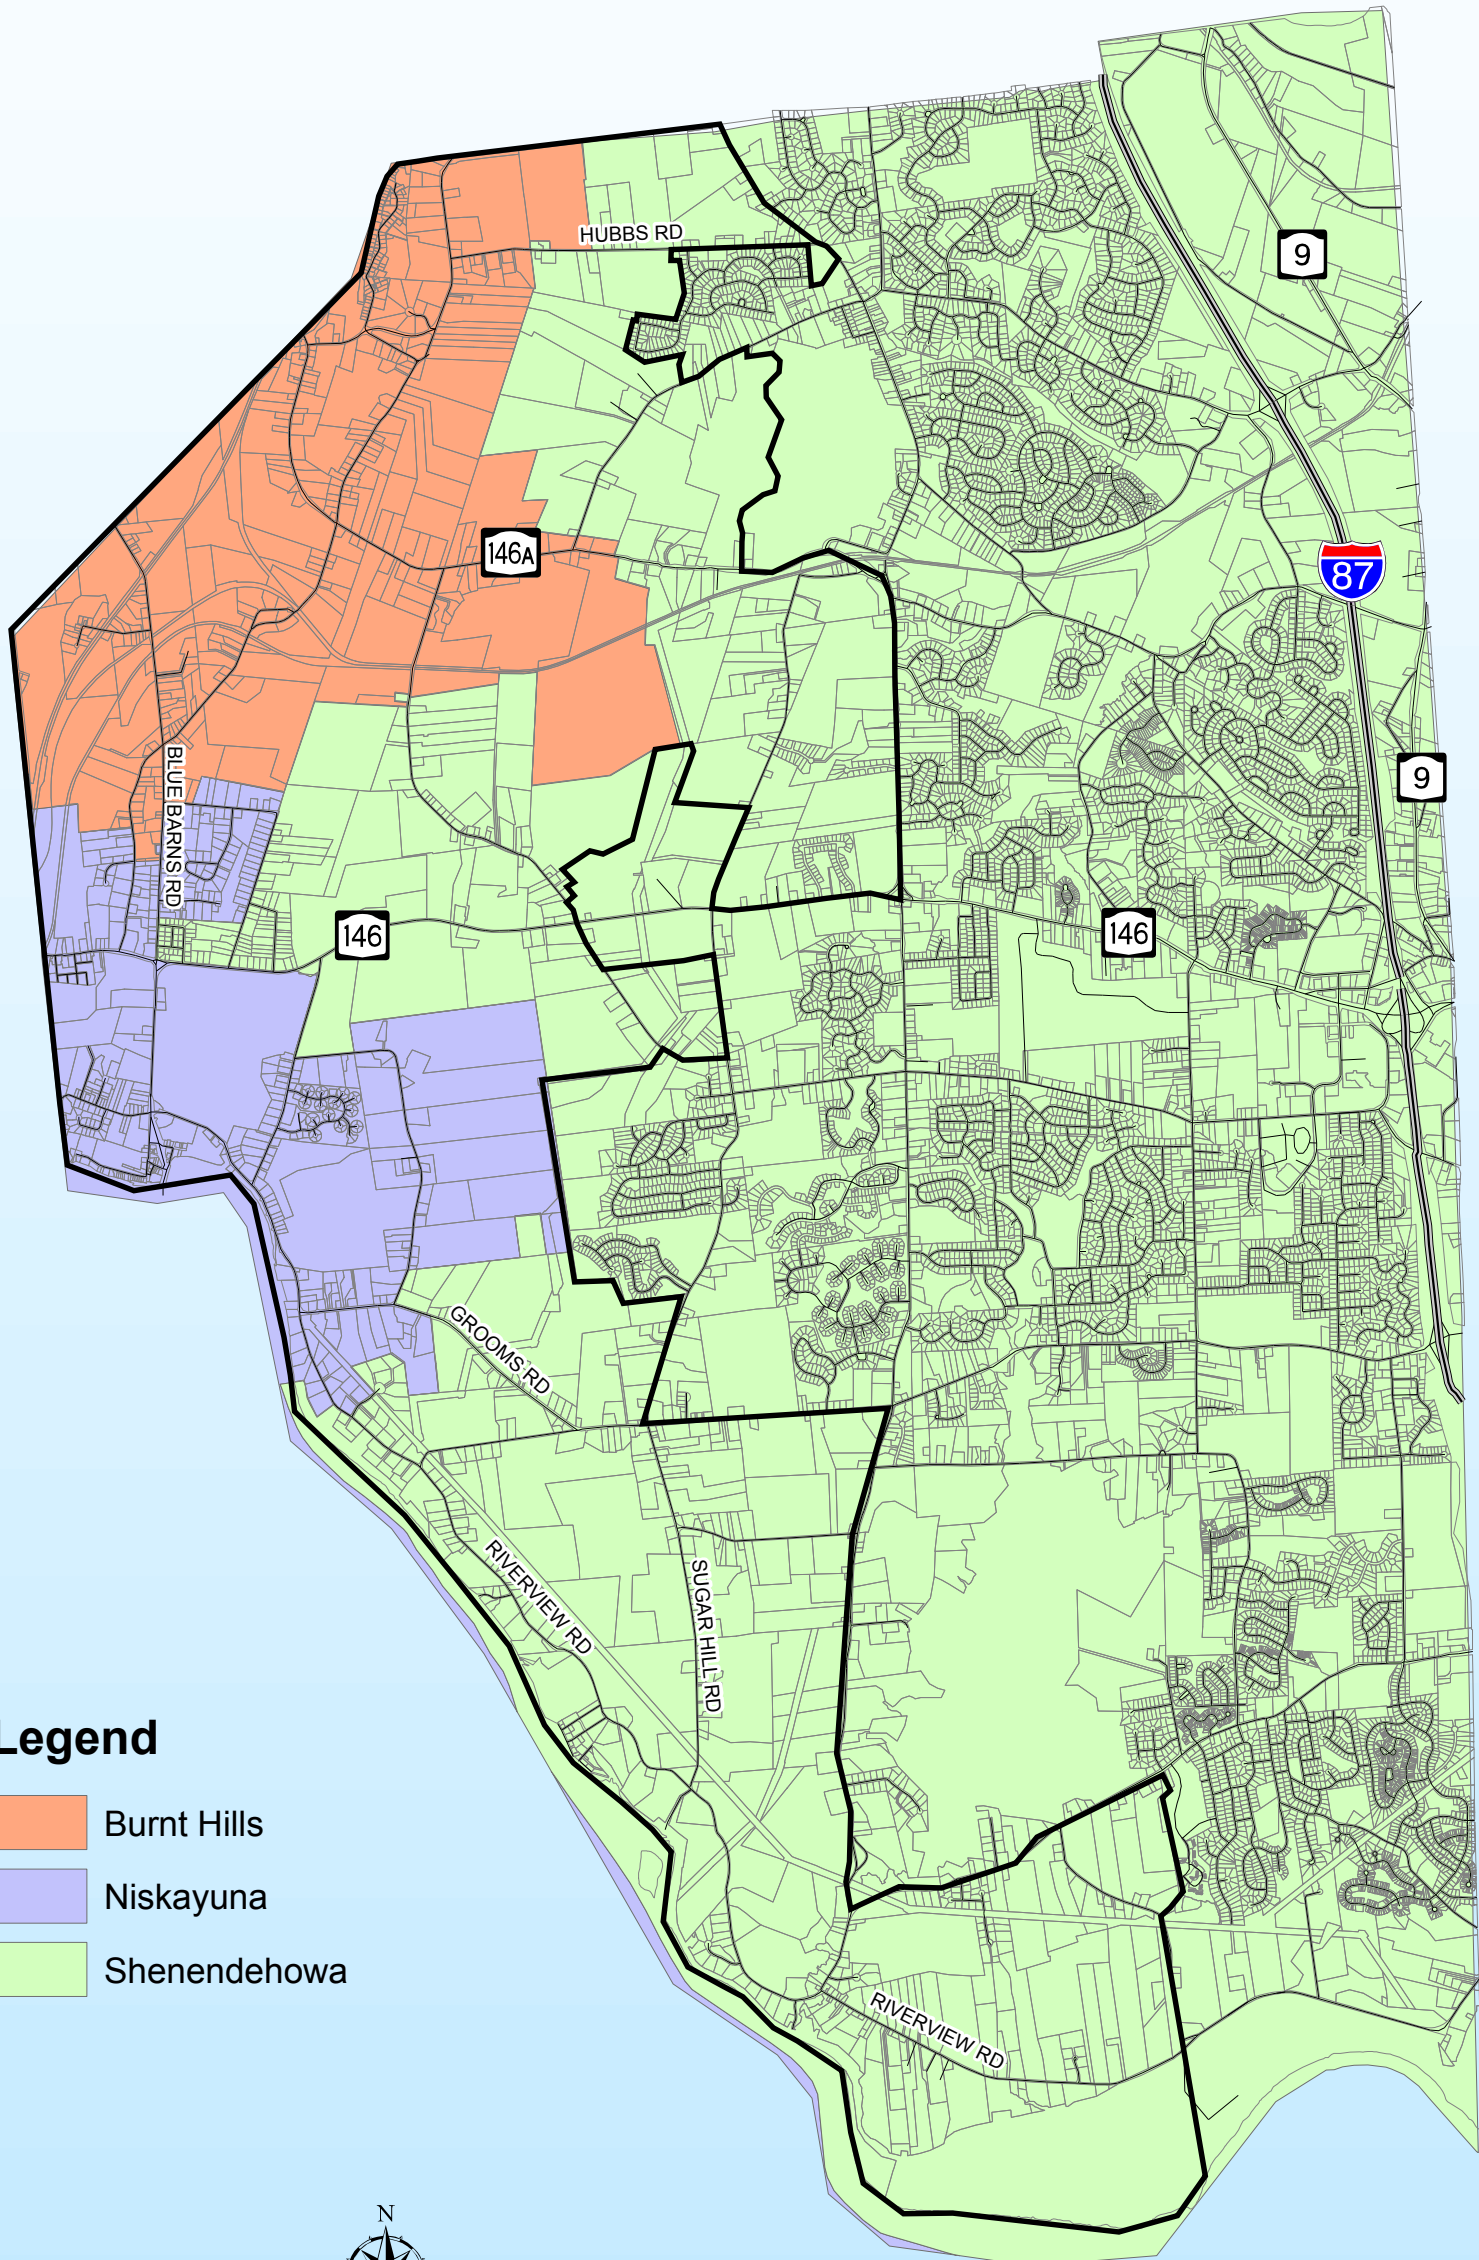 HUBBS RD
9
146A
87
BLUE BARNS RD
9
146
146
GROOMS RD
RIVERVIEW RD
SUGAR HILL RD
Legend
Burnt Hills
Niskayuna
Shenendehowa
RIVERVIEW RD
N